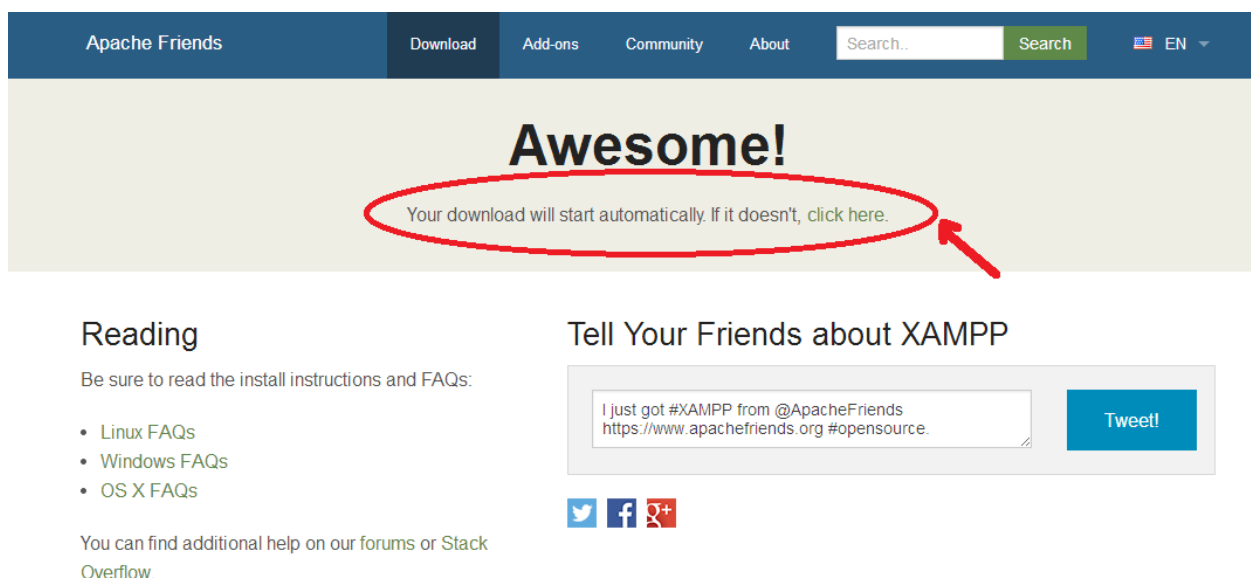 Apache Friends
Download
Add-ons
Community
About
Search..
Search
EN
Awesome!
Your download will start automatically. If it doesn't, click here.
Reading
Be sure to read the install instructions and FAQs:
Linux FAQs
Windows FAQs
OS X FAQs
You can find additional help on our forums or Stack
Overflow.
Tell Your Friends about XAMPP
I just got #XAMPP from @ApacheFriends
https://www.apachefriends.org #opensource.
Tweet!